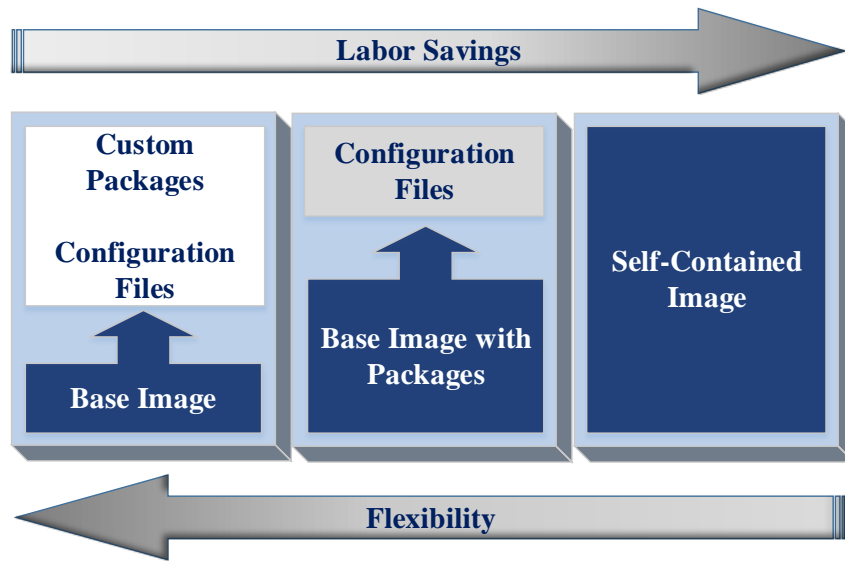 Labor Savings
Custom
Packages
Configuration
Files
Base Image
Configuration
Files
Base Image with
Packages
Self-Contained
Image
Flexibility